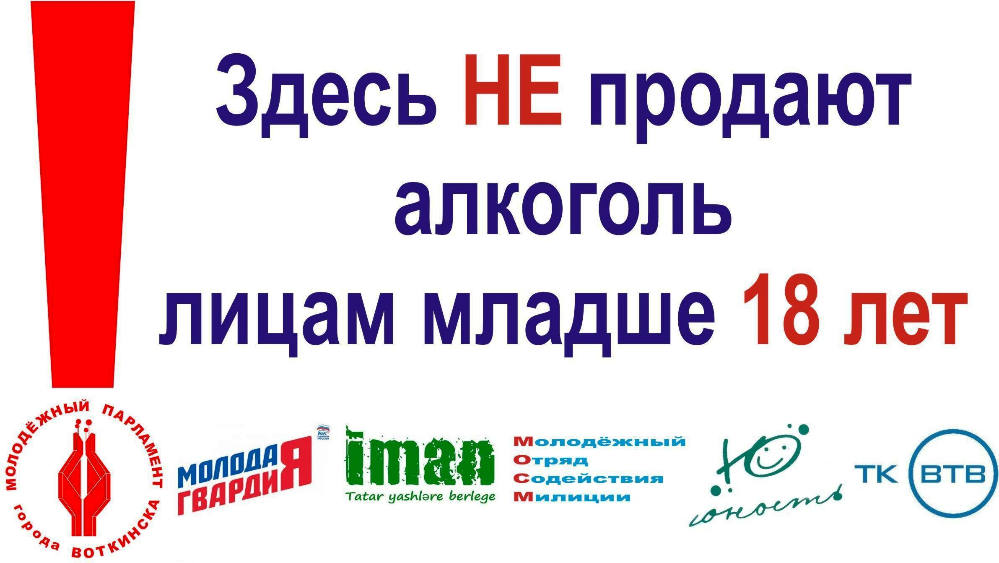 Здесь НЕ продают
алкоголь
лицам младше 18 лет
МОЛОДЁЖНЫЙ ПАРЛАМЕНТ
города ВОТКИНСКА
МОЛОДАЯ
ГВАРДИЯ
ЕДИНАЯ
РОССИЯ
iman
Tatar yashləre berlege
Молодёжный
Отряд
Содействия
Милиции
Ю
юность
ТК ВТВ